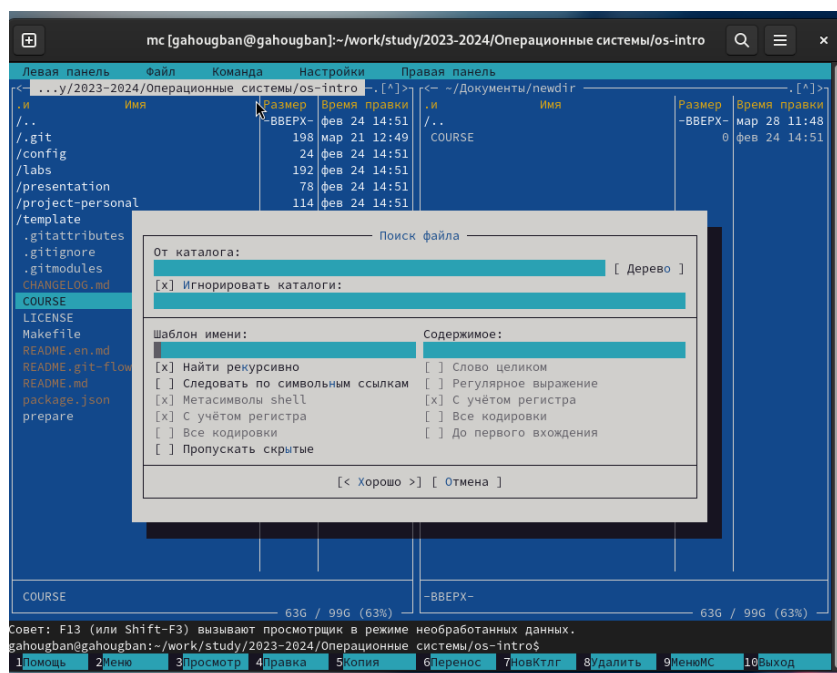 mc [gahougban@gahougban]:~/work/study/2023-2024/Операционные системы/os-intro
Левая панель Файл Команда Настройки Правая панель
<─ ...y/2023-2024/Операционные системы/os-intro ─.[^]> <─ ~/Документы/newdir ─.[^]>
.и Имя Размер Время правки .и Имя Размер Время правки
/.. -ВВЕРХ- фев 24 14:51 /.. -ВВЕРХ- мар 28 11:48
/.git 198 мар 21 12:49 COURSE 0 фев 24 14:51
/config 24 фев 24 14:51
/labs 192 фев 24 14:51
/presentation 78 фев 24 14:51
/project-personal 114 фев 24 14:51
/template
.gitattributes Поиск файла
.gitignore От каталога:
.gitmodules [ Дерево ]
CHANGELOG.md [x] Игнорировать каталоги:
COURSE
LICENSE
Makefile Шаблон имени: Содержимое:
README.en.md
README.git-flow [x] Найти рекурсивно [ ] Слово целиком
README.md [ ] Следовать по символьным ссылкам [ ] Регулярное выражение
package.json [x] Метасимволы shell [x] С учётом регистра
prepare [x] С учётом регистра [ ] Все кодировки
[ ] Все кодировки [ ] До первого вхождения
[ ] Пропускать скрытые
[< Хорошо >] [ Отмена ]
COURSE -ВВЕРХ-
63G / 99G (63%) 63G / 99G (63%)
Совет: F13 (или Shift-F3) вызывают просмотрщик в режиме необработанных данных.
gahougban@gahougban:~/work/study/2023-2024/Операционные системы/os-intro$
1Помощь 2Меню 3Просмотр 4Правка 5Копия 6Перенос 7НовКтлг 8Удалить 9МенюMC 10Выход